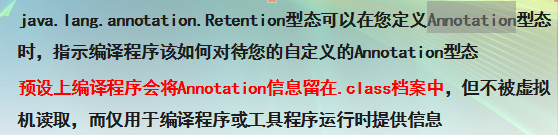 java.lang.annotation.Retention型态可以在您定义Annotation型态
时，指示编译程序该如何对待您的自定义的Annotation型态
预设上编译程序会将Annotation信息留在.class档案中，但不被虚拟
机读取，而仅用于编译程序或工具程序运行时提供信息